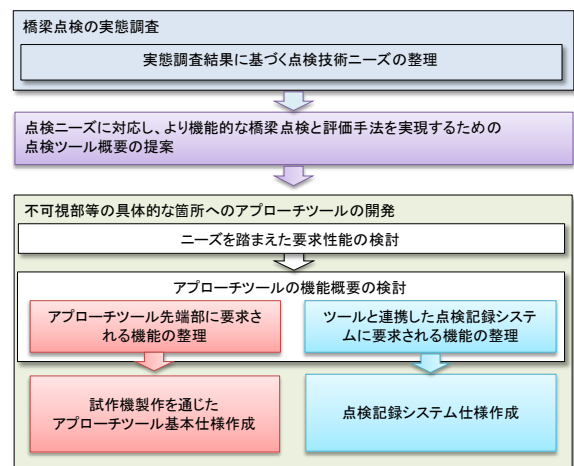 橋梁点検の実態調査
実態調査結果に基づく点検技術ニーズの整理
点検ニーズに対応し、より機能的な橋梁点検と評価手法を実現するための
点検ツール概要の提案
不可視部等の具体的な箇所へのアプローチツールの開発
ニーズを踏まえた要求性能の検討
アプローチツールの機能概要の検討
アプローチツール先端部に要求さ
れる機能の整理
ツールと連携した点検記録システ
ムに要求される機能の整理
試作機製作を通じた
アプローチツール基本仕様作成
点検記録システム仕様作成